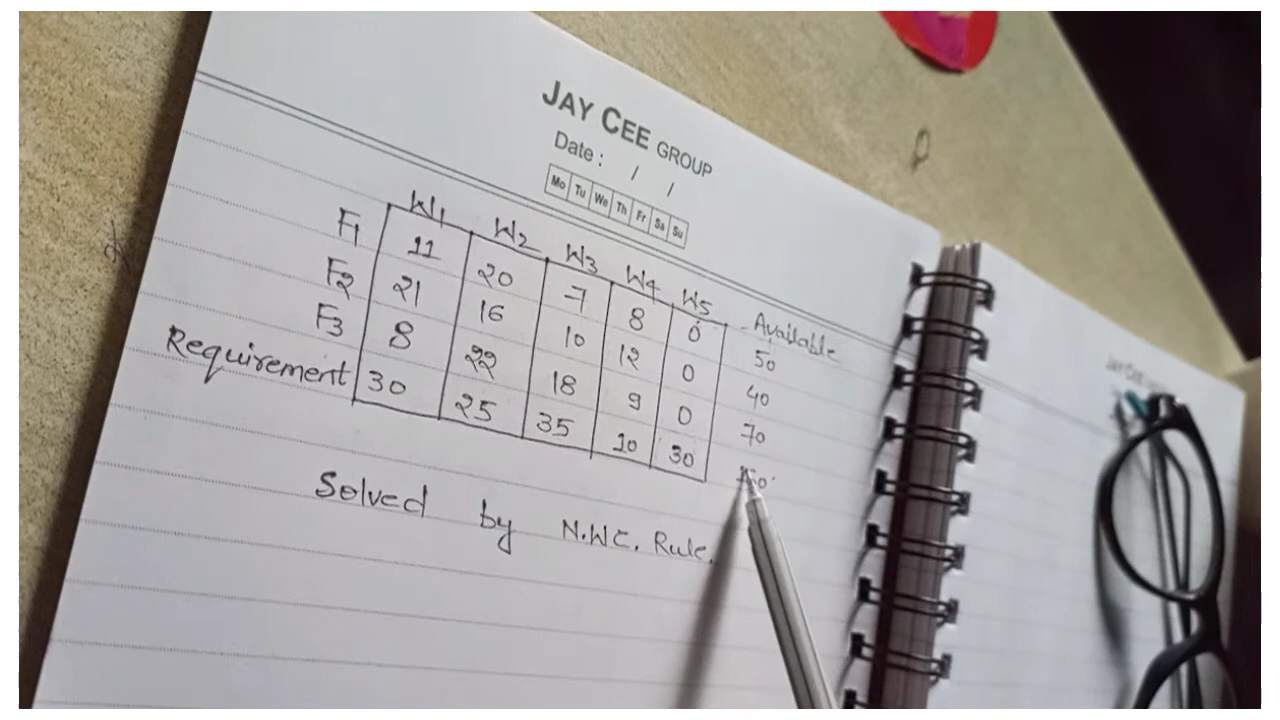 JAY CEE GROUP
Date : / /
Mo Tu We Th Fr Sa Su
W1 W2 W3 W4 W5 Available
F1 11 20 7 8 0 50
F2 21 16 10 12 0 40
F3 8 22 18 9 0 70
Requirement 30 25 35 10 30
Solved by N.W.C. Rule.
JAY CEE